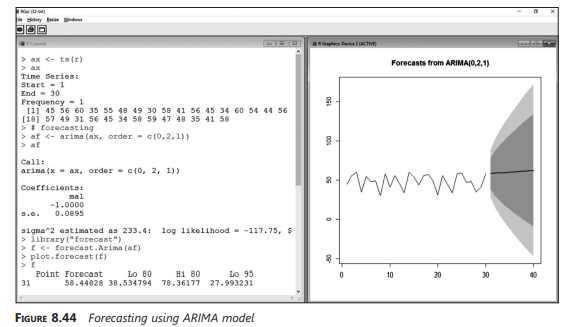 R RGui (32-bit)
File History Resize Windows
R Console
R Graphics: Device 2 (ACTIVE)
> ax <- ts(r)
> ax
Time Series:
Start = 1
End = 30
Frequency = 1
[1] 45 56 60 35 55 48 49 30 58 41 56 45 34 60 54 44 56
[18] 57 49 31 56 45 34 58 59 47 48 35 41 58
> # forecasting
> af <- arima(ax, order = c(0,2,1))
> af
Call:
arima(x = ax, order = c(0, 2, 1))
Coefficients:
ma1
-1.0000
s.e. 0.0895
sigma^2 estimated as 233.4: log likelihood = -117.75, $
> library("forecast")
> f <- forecast.Arima(af)
> plot.forecast(f)
> f
Point Forecast Lo 80 Hi 80 Lo 95
31 58.44828 38.534794 78.36177 27.993231
Forecasts from ARIMA(0,2,1)
150
100
50
0
-50
0 10 20 30 40
FIGURE 8.44 Forecasting using ARIMA model